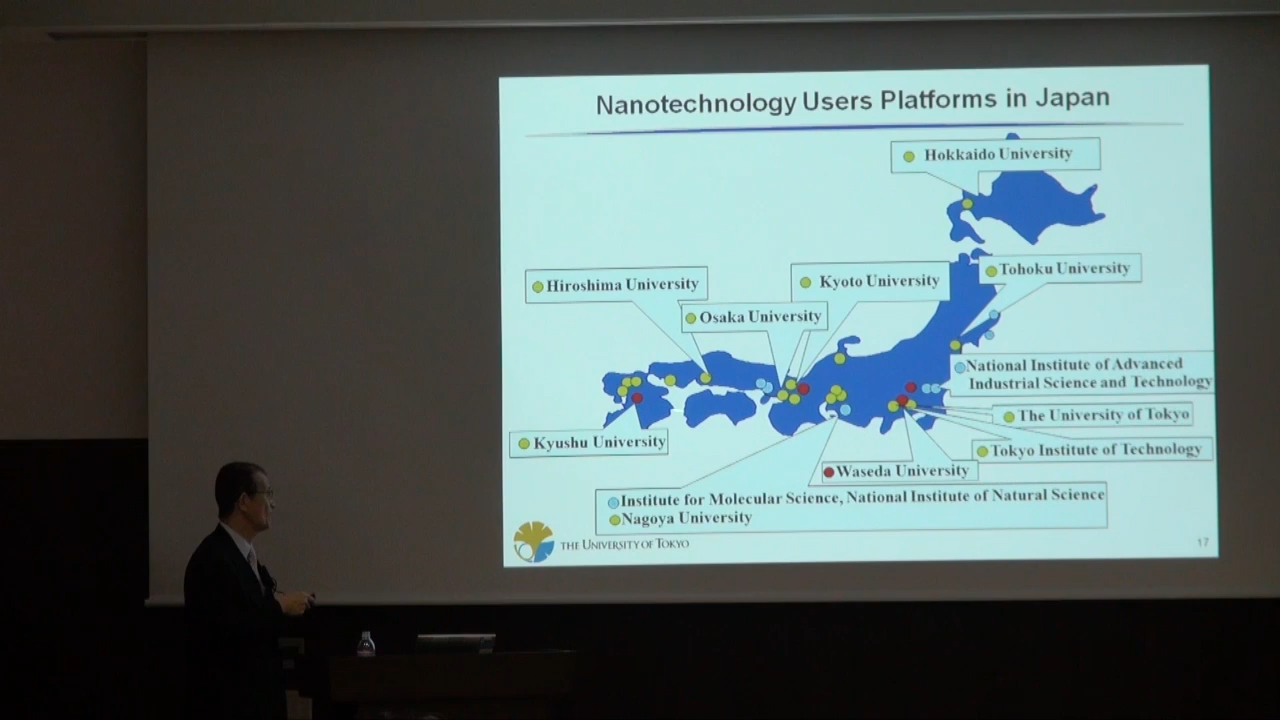 Nanotechnology Users Platforms in Japan
Hokkaido University
Tohoku University
Kyoto University
Hiroshima University
Osaka University
National Institute of Advanced
Industrial Science and Technology
The University of Tokyo
Kyushu University
Tokyo Institute of Technology
Waseda University
Institute for Molecular Science, National Institute of Natural Science
Nagoya University
THE UNIVERSITY OF TOKYO
17